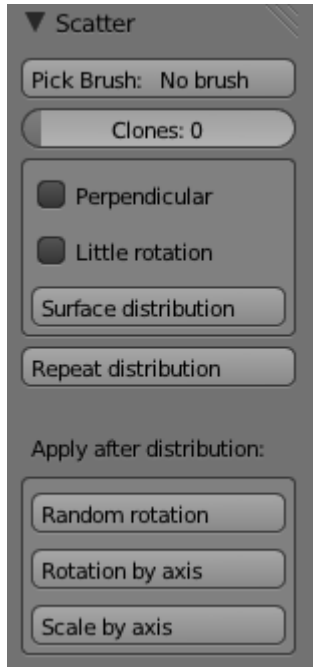 Scatter
Pick Brush: No brush
Clones: 0
Perpendicular
Little rotation
Surface distribution
Repeat distribution
Apply after distribution:
Random rotation
Rotation by axis
Scale by axis